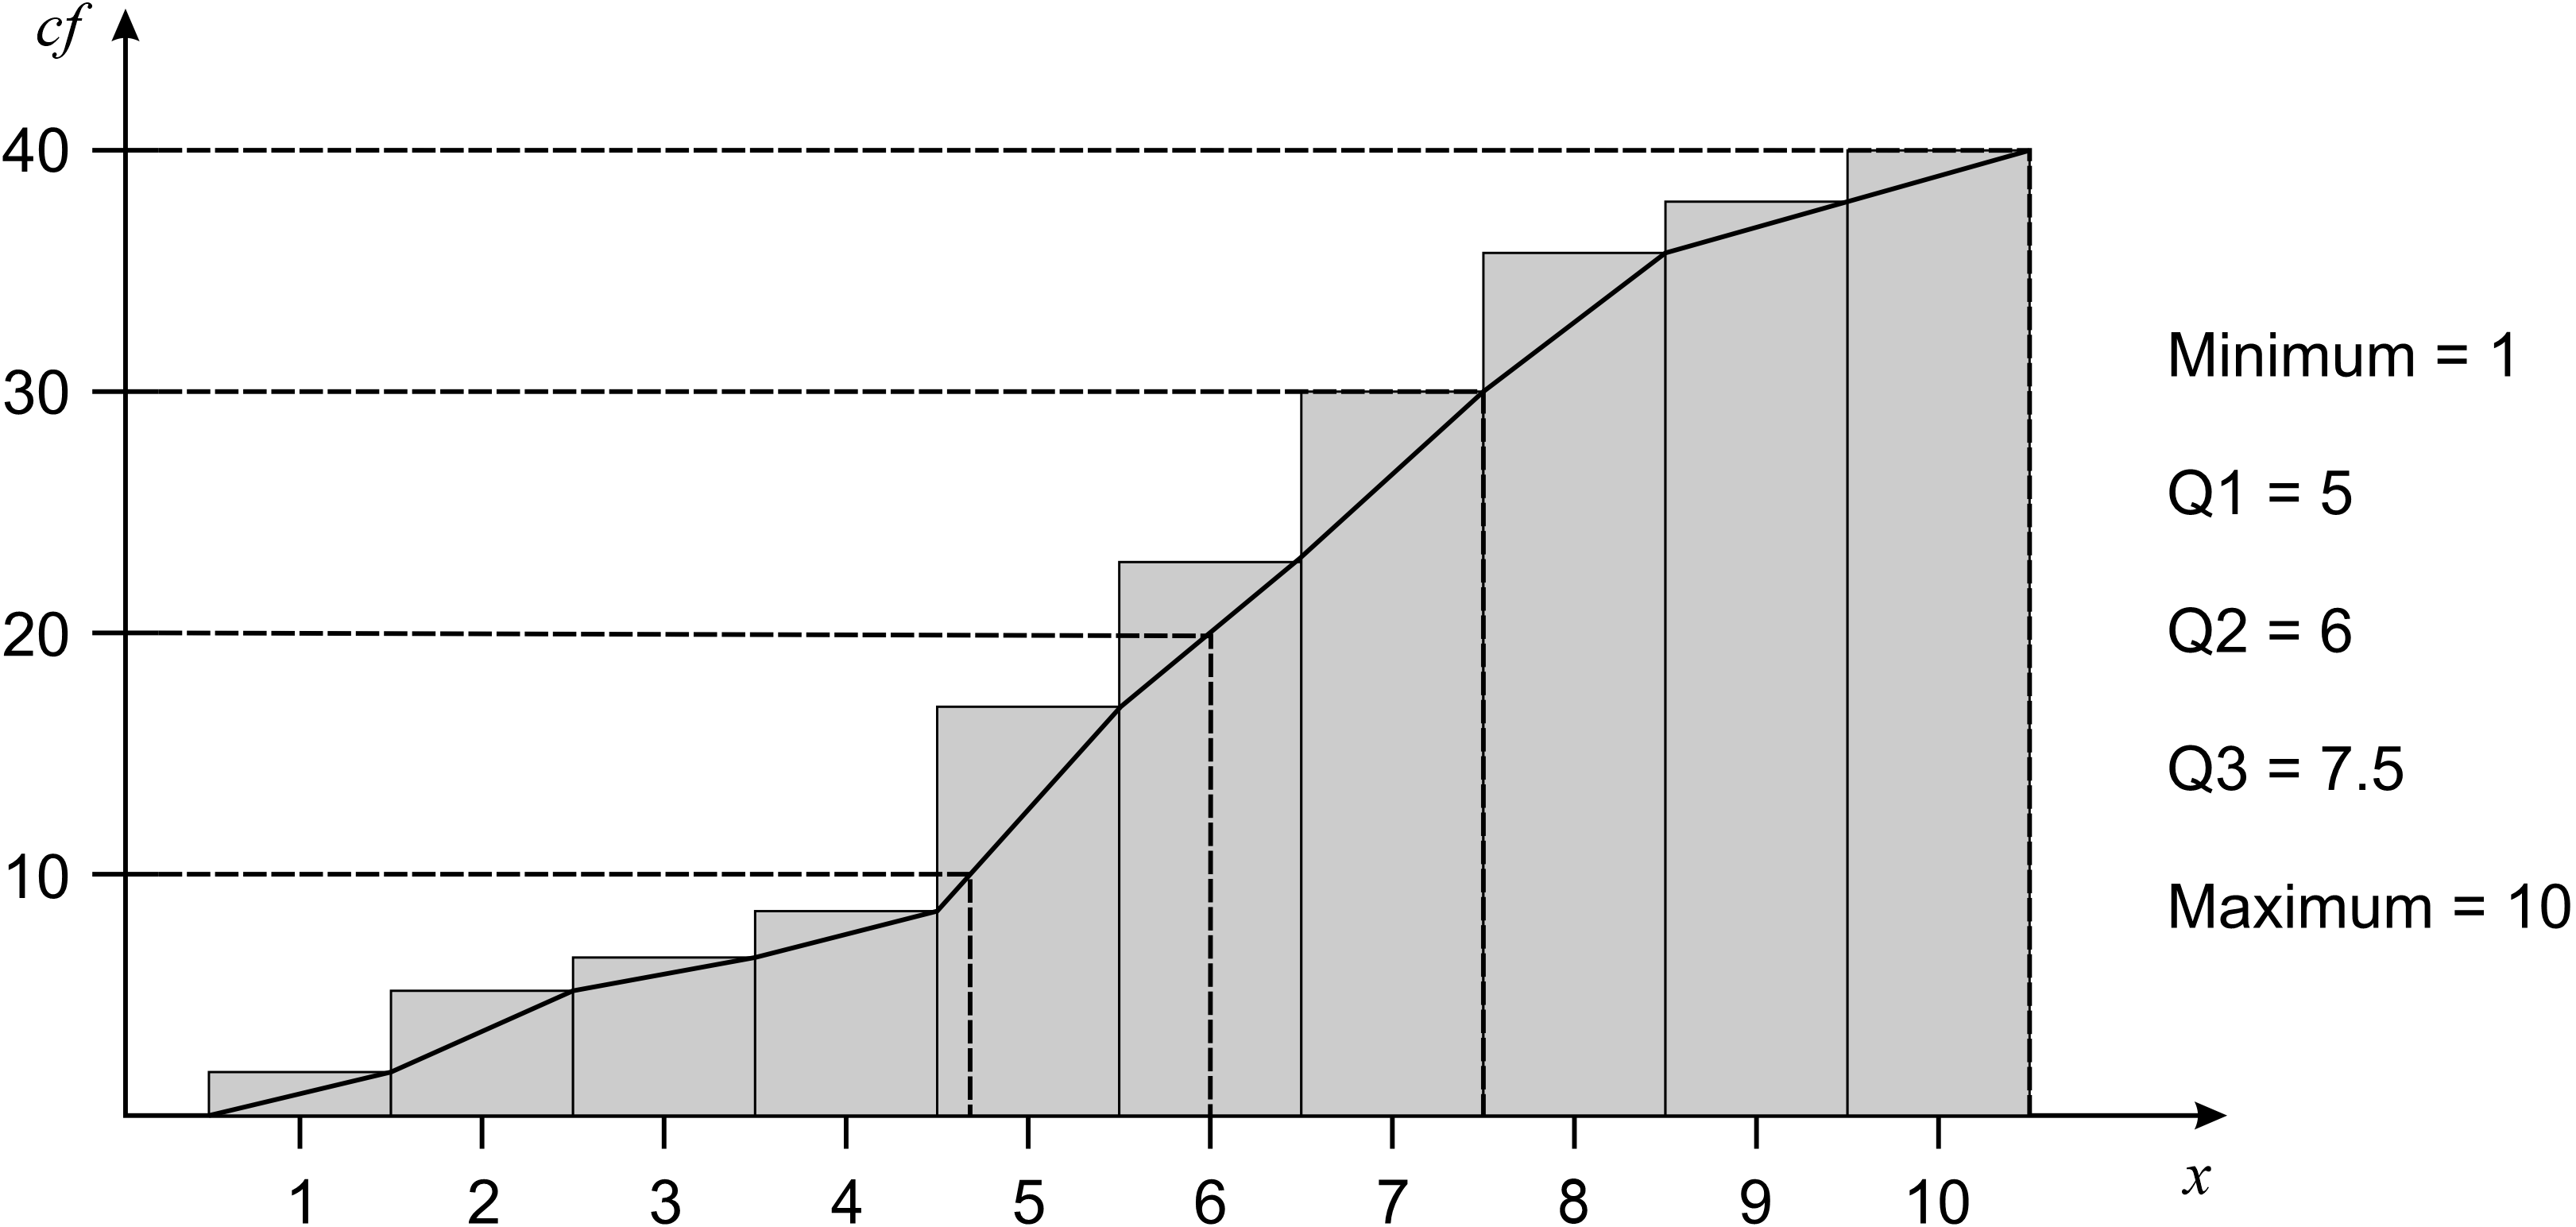 cf
40
30
20
10
1 2 3 4 5 6 7 8 9 10
x
Minimum = 1
Q1 = 5
Q2 = 6
Q3 = 7.5
Maximum = 10